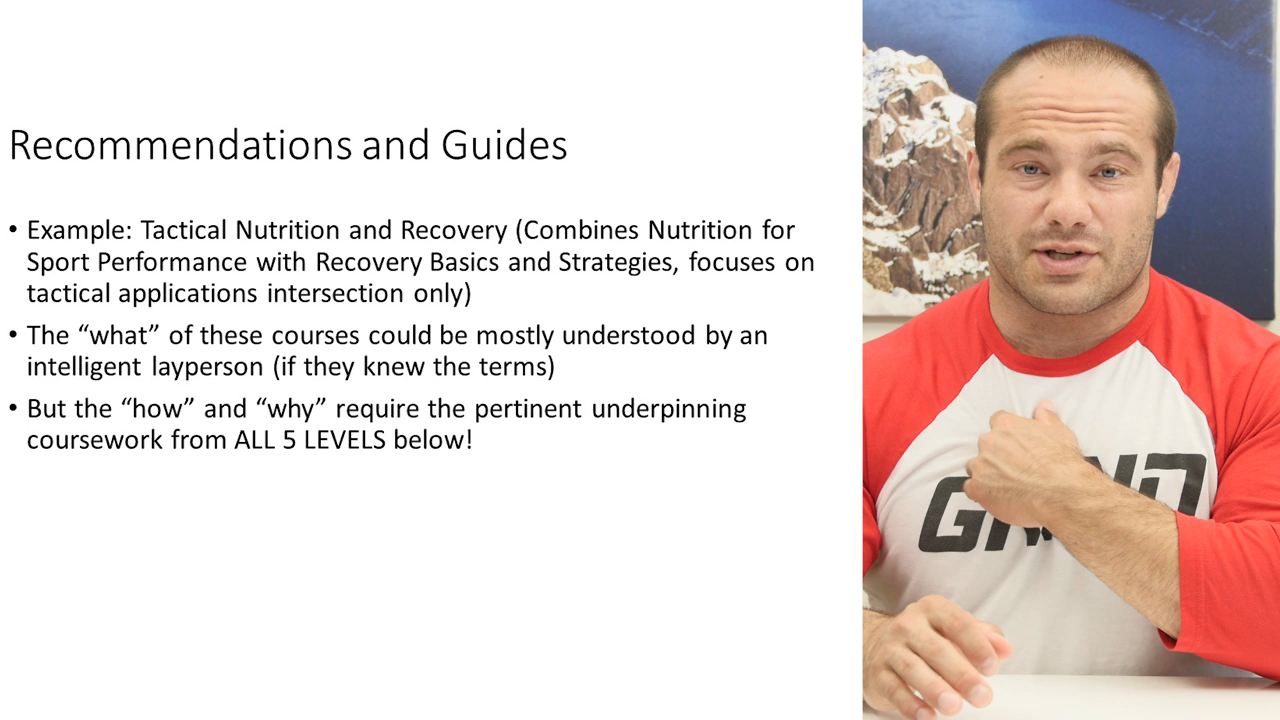 Recommendations and Guides
• Example: Tactical Nutrition and Recovery (Combines Nutrition for
Sport Performance with Recovery Basics and Strategies, focuses on
tactical applications intersection only)
• The “what” of these courses could be mostly understood by an
intelligent layperson (if they knew the terms)
• But the “how” and “why” require the pertinent underpinning
coursework from ALL 5 LEVELS below!